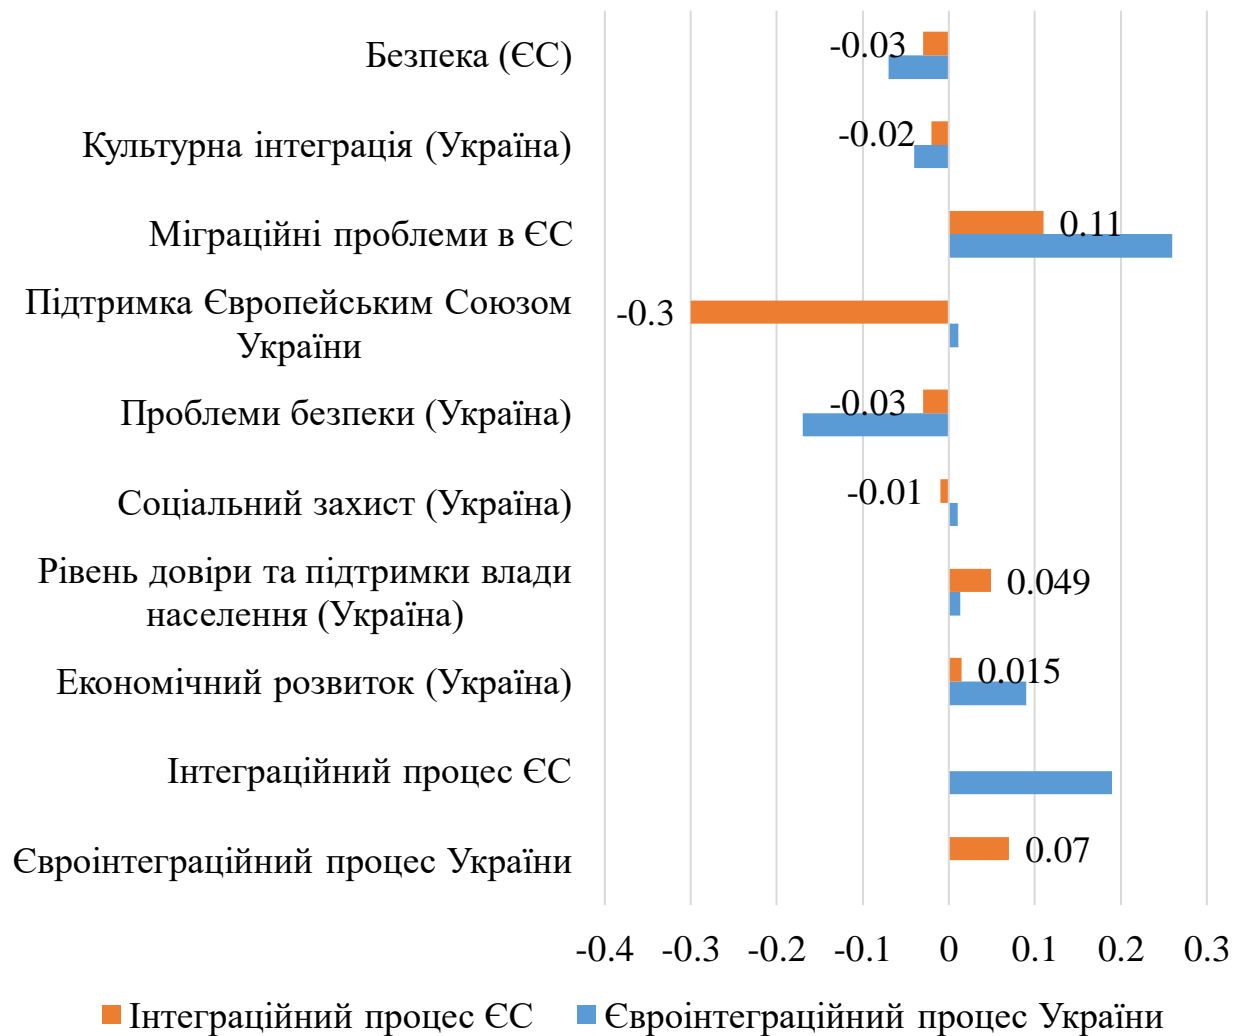 Безпека (ЄС)
-0.03
Культурна інтеграція (Україна)
-0.02
Міграційні проблеми в ЄС
0.11
Підтримка Європейським Союзом
України
-0.3
Проблеми безпеки (Україна)
-0.03
Соціальний захист (Україна)
-0.01
Рівень довіри та підтримки влади
населення (Україна)
0.049
Економічний розвиток (Україна)
0.015
Інтеграційний процес ЄС
Євроінтеграційний процес України
0.07
-0.4 -0.3 -0.2 -0.1 0 0.1 0.2 0.3
Інтеграційний процес ЄС Євроінтеграційний процес України